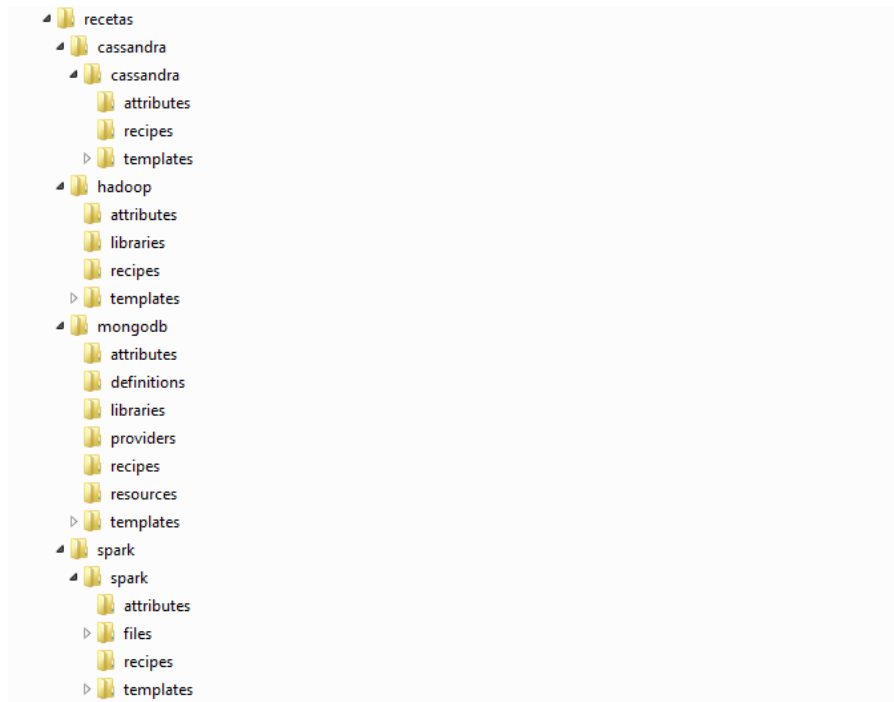 recetas
cassandra
cassandra
attributes
recipes
templates
hadoop
attributes
libraries
recipes
templates
mongodb
attributes
definitions
libraries
providers
recipes
resources
templates
spark
spark
attributes
files
recipes
templates